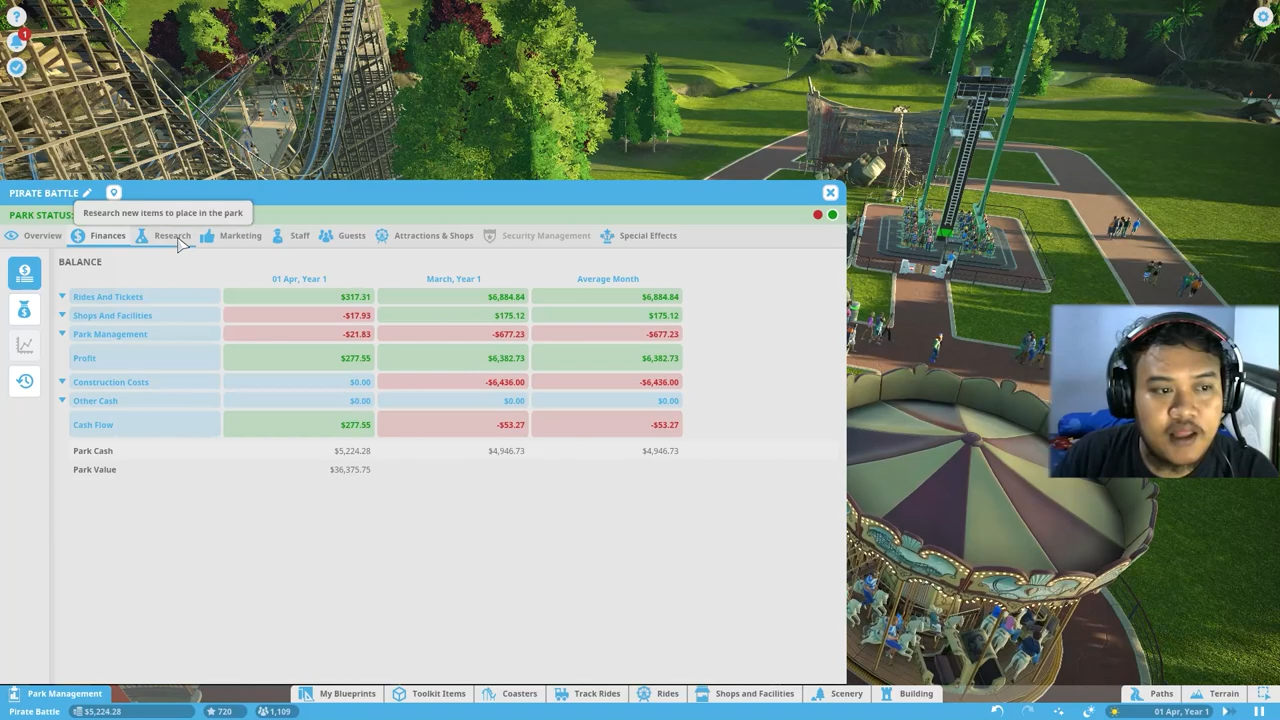 ?
1
PIRATE BATTLE
PARK STATUS:
Research new items to place in the park
Overview Finances Research Marketing Staff Guests Attractions & Shops Security Management Special Effects
BALANCE
01 Apr, Year 1 March, Year 1 Average Month
Rides And Tickets $317.31 $6,884.84 $6,884.84
Shops And Facilities -$17.93 $175.12 $175.12
Park Management -$21.83 -$677.23 -$677.23
Profit $277.55 $6,382.73 $6,382.73
Construction Costs $0.00 -$6,436.00 -$6,436.00
Other Cash $0.00 $0.00 $0.00
Cash Flow $277.55 -$53.27 -$53.27
Park Cash $5,224.28 $4,946.73 $4,946.73
Park Value $36,375.75
Park Management My Blueprints Toolkit Items Coasters Track Rides Rides Shops and Facilities Scenery Building Paths Terrain
Pirate Battle $5,224.28 720 1,109 01 Apr, Year 1